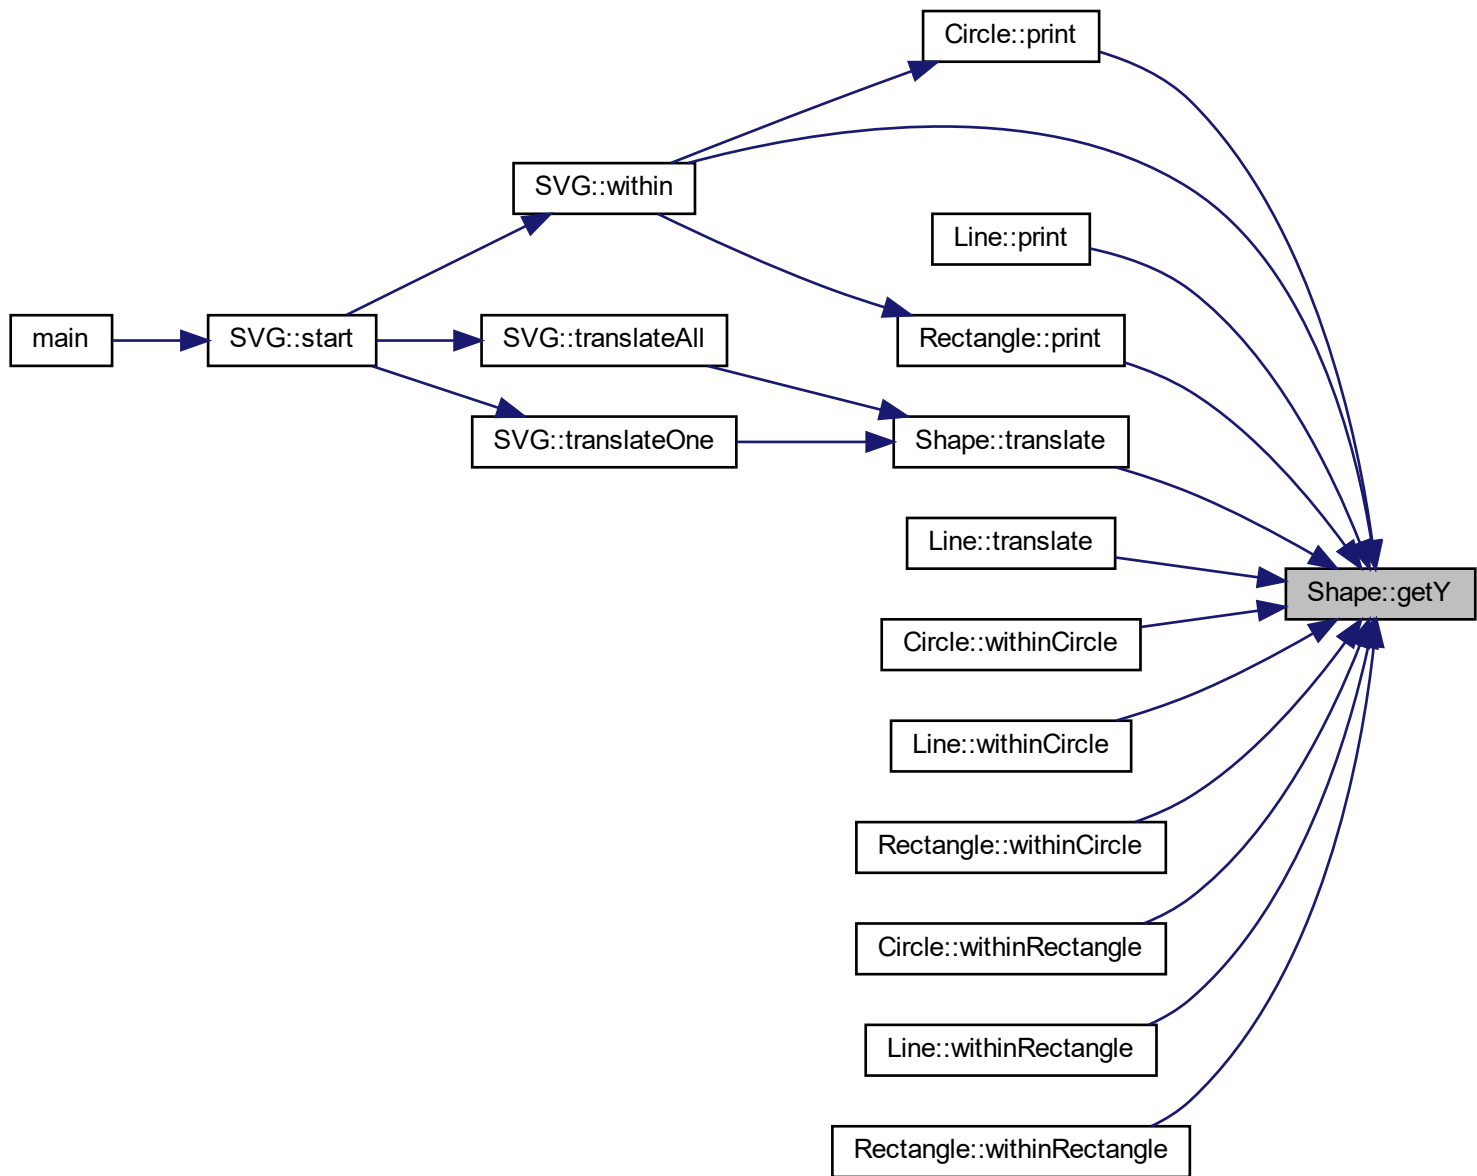 Circle::print
SVG::within
Line::print
main
SVG::start
SVG::translateAll
Rectangle::print
SVG::translateOne
Shape::translate
Line::translate
Shape::getY
Circle::withinCircle
Line::withinCircle
Rectangle::withinCircle
Circle::withinRectangle
Line::withinRectangle
Rectangle::withinRectangle